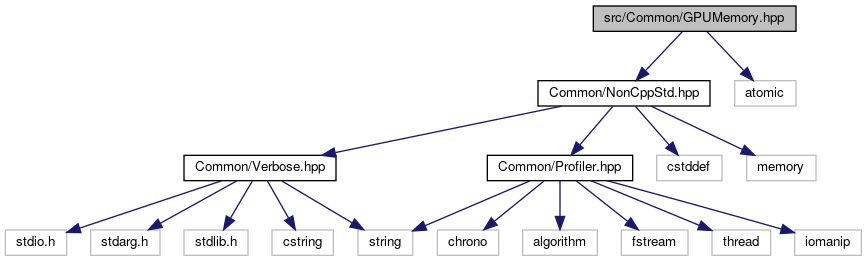 src/Common/GPUMemory.hpp
Common/NonCppStd.hpp
atomic
Common/Verbose.hpp
Common/Profiler.hpp
cstddef
memory
stdio.h
stdarg.h
stdlib.h
cstring
string
chrono
algorithm
fstream
thread
iomanip